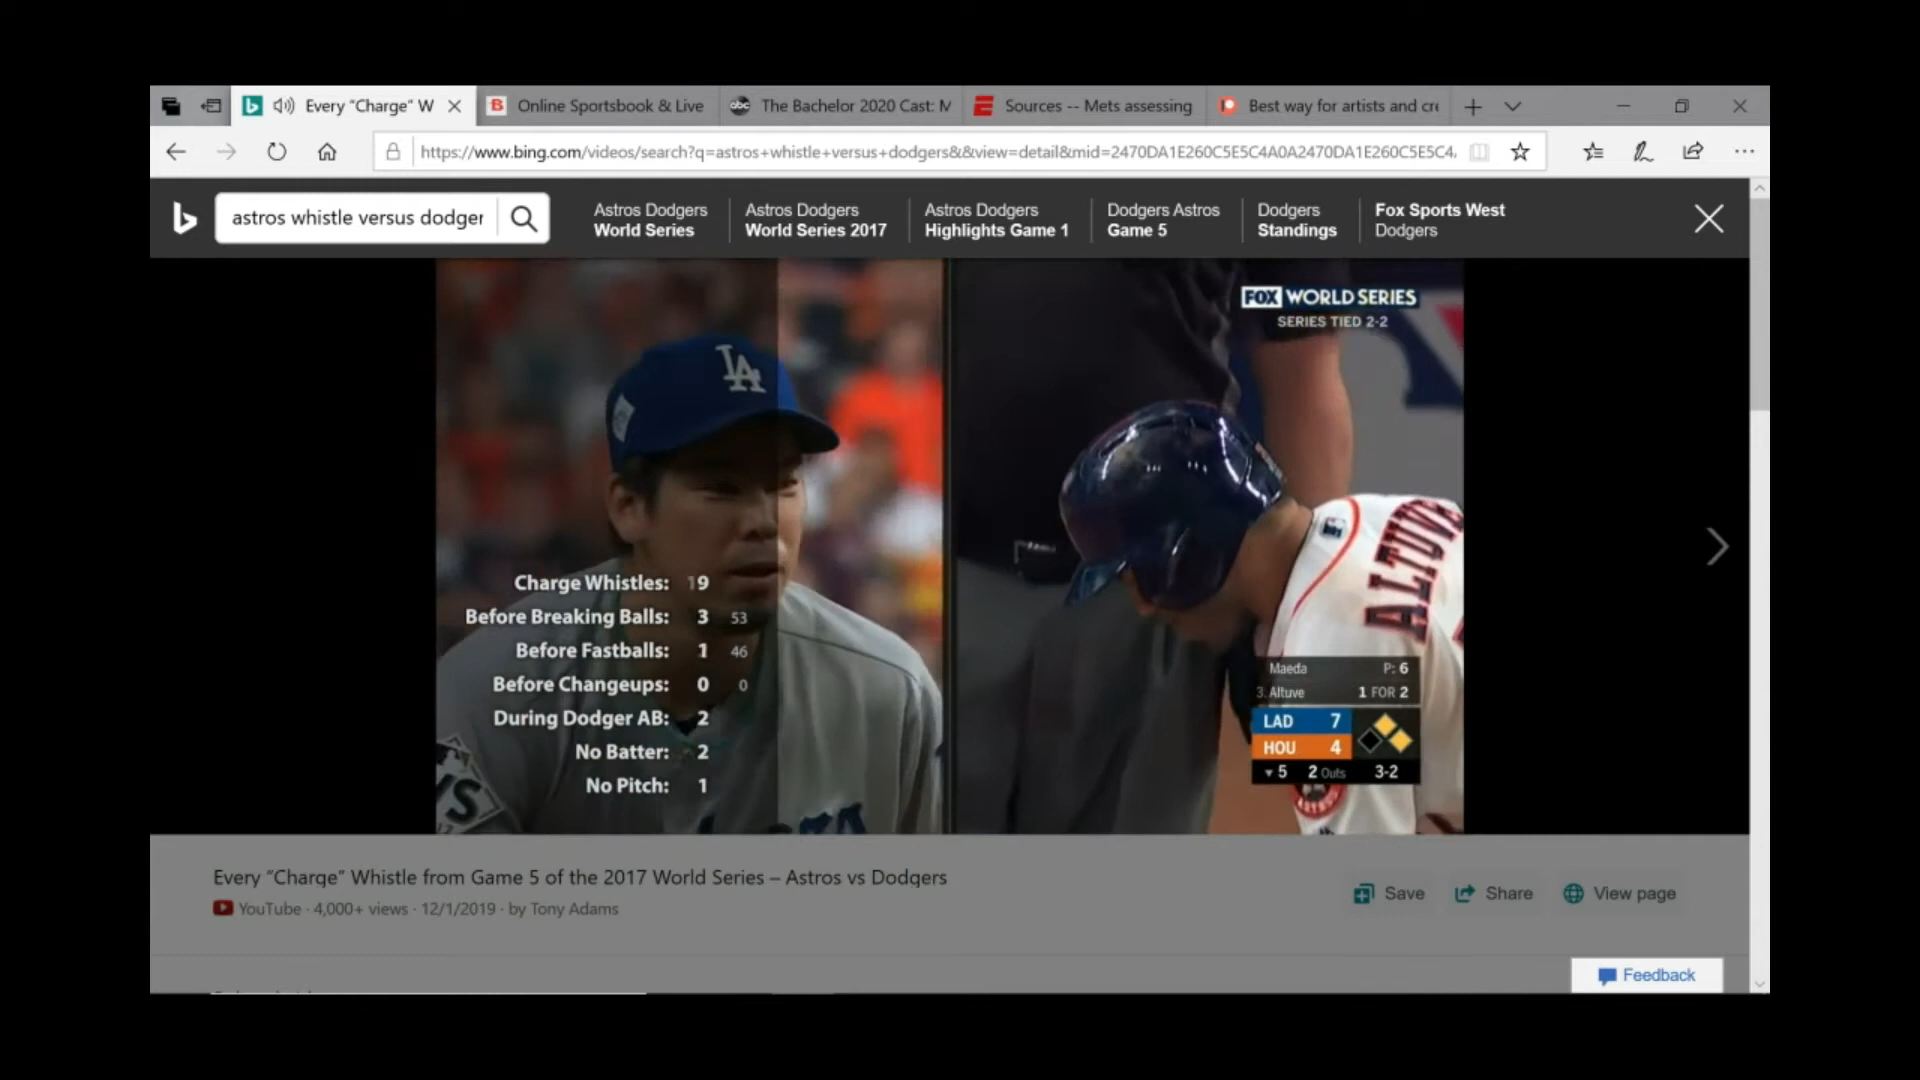 Every “Charge” W
Online Sportsbook & Live
The Bachelor 2020 Cast: M
Sources -- Mets assessing
Best way for artists and cre
https://www.bing.com/videos/search?q=astros+whistle+versus+dodgers&&view=detail&mid=2470DA1E260C5E5C4A0A2470DA1E260C5E5C4
astros whistle versus dodger
Astros Dodgers
World Series
Astros Dodgers
World Series 2017
Astros Dodgers
Highlights Game 1
Dodgers Astros
Game 5
Dodgers
Standings
Fox Sports West
Dodgers
FOX WORLD SERIES
SERIES TIED 2-2
LA
ALTUVE
Charge Whistles: 19
Before Breaking Balls: 3 53
Before Fastballs: 1 46
Before Changeups: 0 0
During Dodger AB: 2
No Batter: 2
No Pitch: 1
Maeda P: 6
3. Altuve 1 FOR 2
LAD 7
HOU 4
▼5 2 Outs 3-2
ASTROS
Every “Charge” Whistle from Game 5 of the 2017 World Series – Astros vs Dodgers
YouTube · 4,000+ views · 12/1/2019 · by Tony Adams
Save
Share
View page
Feedback